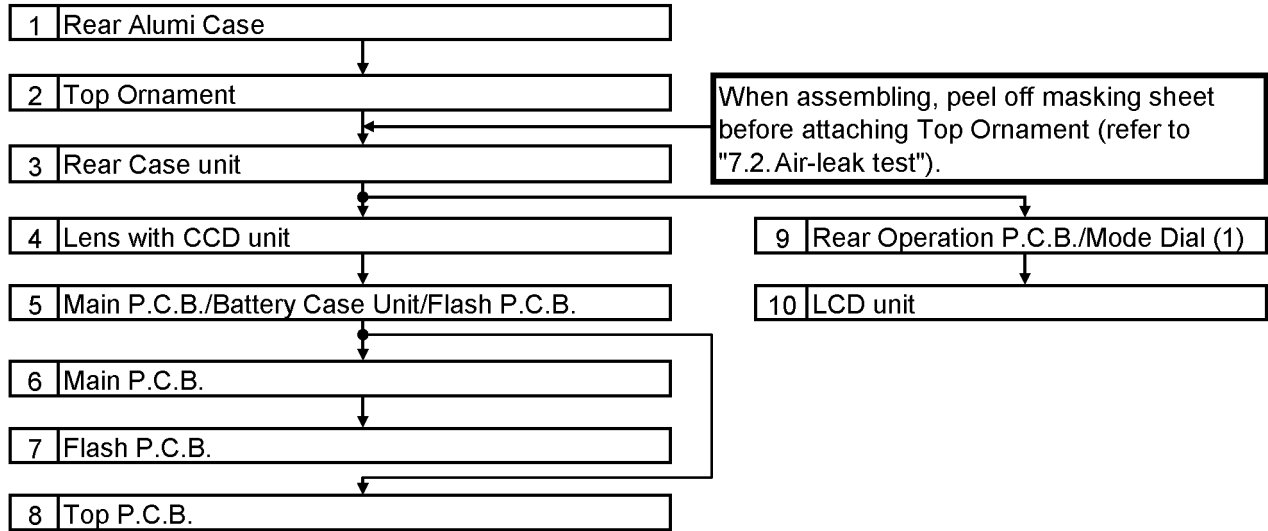 1 Rear Alumi Case
2 Top Ornament
When assembling, peel off masking sheet
before attaching Top Ornament (refer to
"7.2. Air-leak test").
3 Rear Case unit
4 Lens with CCD unit
9 Rear Operation P.C.B./Mode Dial (1)
5 Main P.C.B./Battery Case Unit/Flash P.C.B.
10 LCD unit
6 Main P.C.B.
7 Flash P.C.B.
8 Top P.C.B.